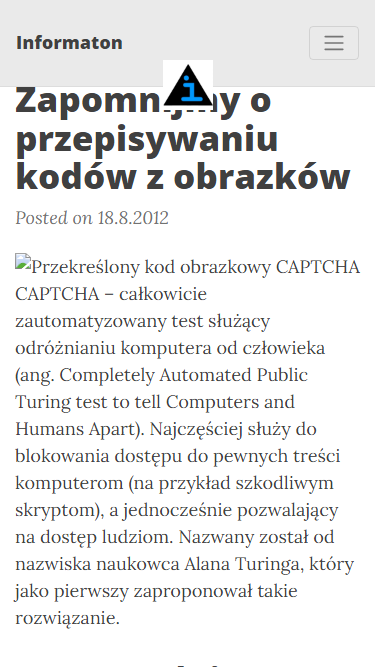 Informaton
Zapomnijmy o
przepisywaniu
kodów z obrazków
Posted on 18.8.2012
Przekreślony kod obrazkowy CAPTCHA
CAPTCHA – całkowicie
zautomatyzowany test służący
odróżnianiu komputera od człowieka
(ang. Completely Automated Public
Turing test to tell Computers and
Humans Apart). Najczęściej służy do
blokowania dostępu do pewnych treści
komputerom (na przykład szkodliwym
skryptom), a jednocześnie pozwalający
na dostęp ludziom. Nazwany został od
nazwiska naukowca Alana Turinga, który
jako pierwszy zaproponował takie
rozwiązanie.